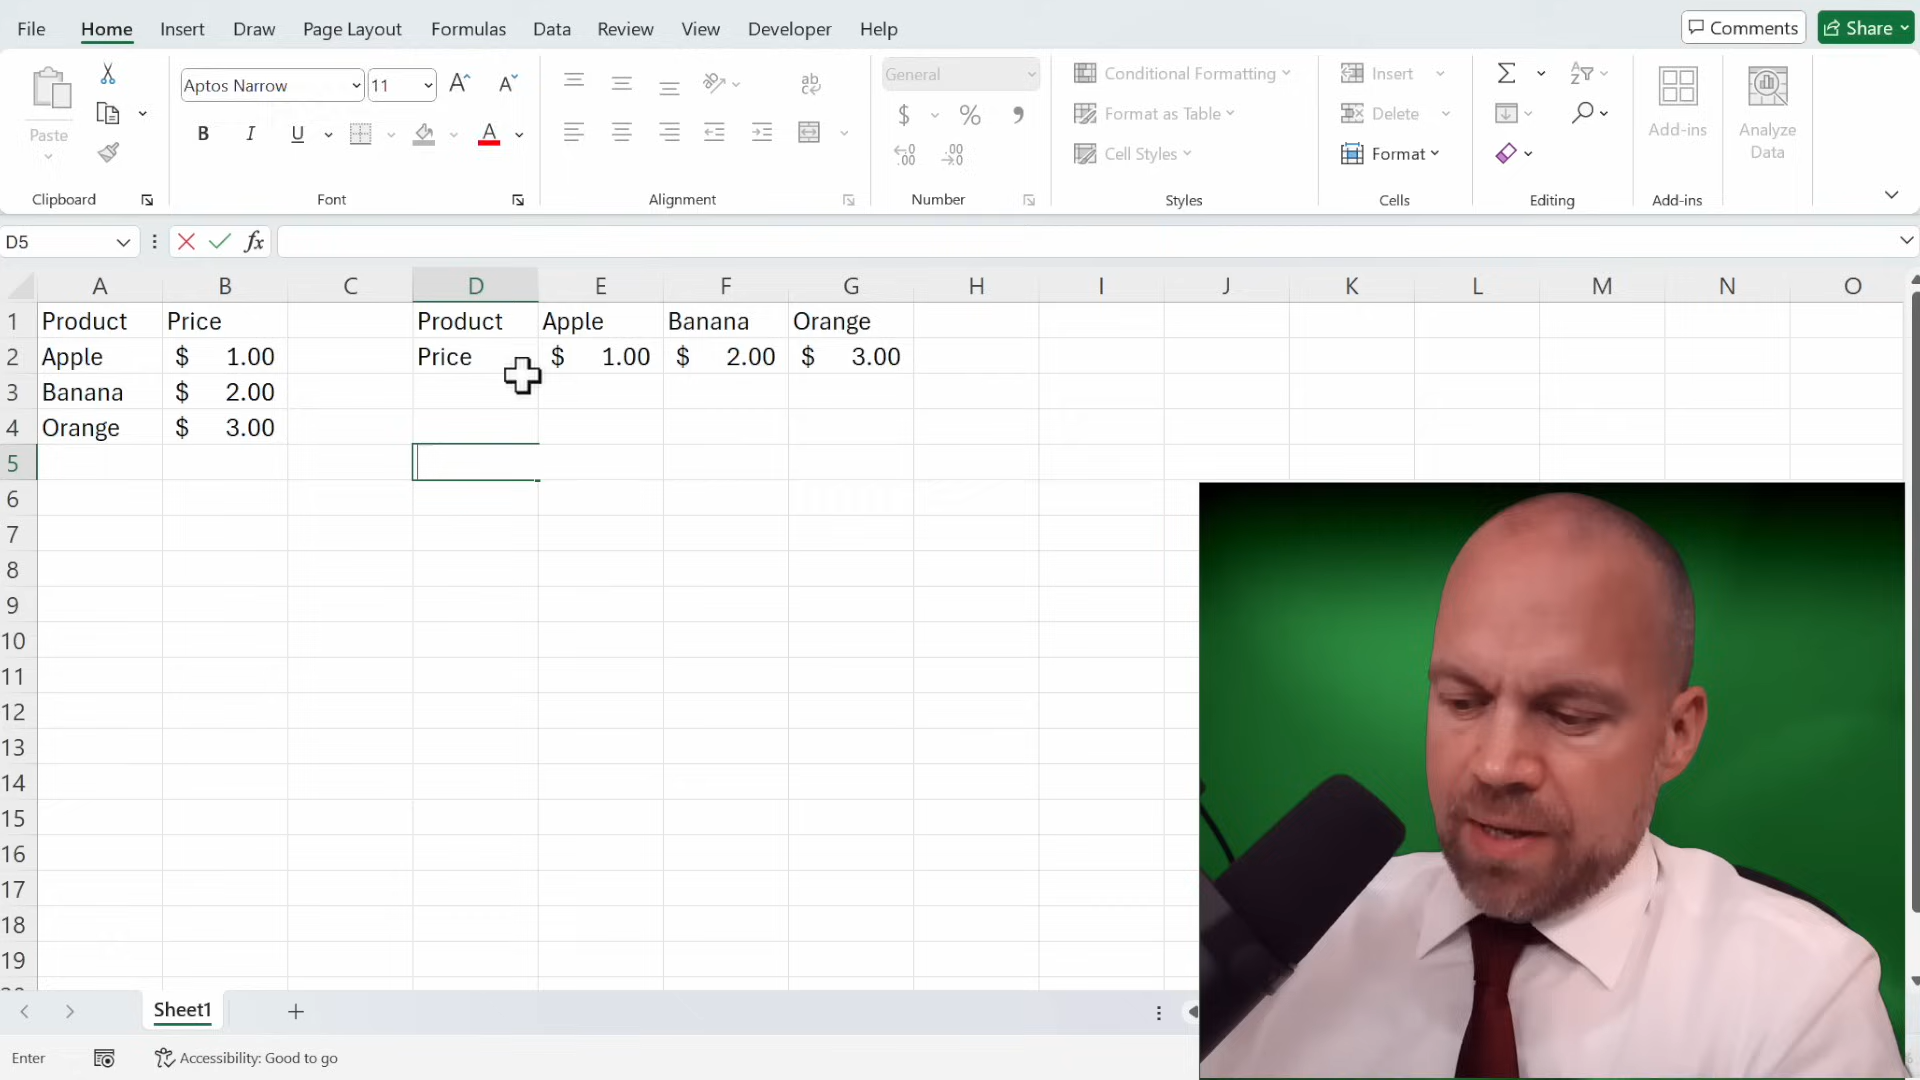 File Home Insert Draw Page Layout Formulas Data Review View Developer Help Comments Share
Aptos Narrow 11 General Conditional Formatting Insert
Paste Format as Table Delete Add-ins Analyze Data
B I U A $ % Cell Styles Format
Clipboard Font Alignment Number Styles Cells Editing Add-ins
D5 fx
A B C D E F G H I J K L M N O
1 Product Price Product Apple Banana Orange
2 Apple $ 1.00 Price $ 1.00 $ 2.00 $ 3.00
3 Banana $ 2.00
4 Orange $ 3.00
5
6
7
8
9
10
11
12
13
14
15
16
17
18
19
Sheet1
Enter Accessibility: Good to go